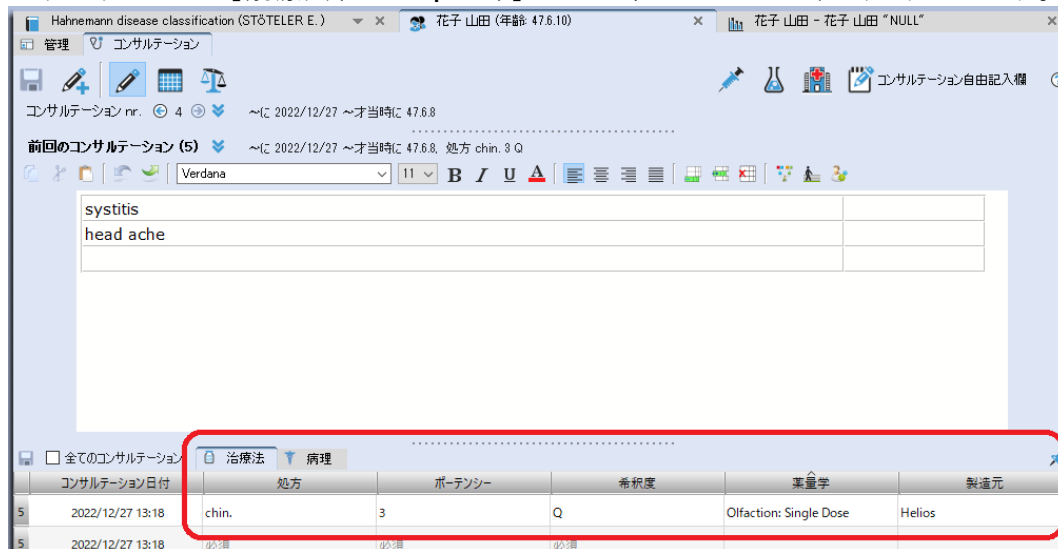 Hahnemann disease classification (STÖTELER E.)
花子 山田 (年齢: 47.6.10)
花子 山田 - 花子 山田 "NULL"
管理
コンサルテーション
コンサルテーション自由記入欄
コンサルテーション nr. 4 ～に 2022/12/27 ～才当時に 47.6.8
前回のコンサルテーション (5) ～に 2022/12/27 ～才当時に 47.6.8, 処方 chin. 3 Q
Verdana 11 B I U A
systitis
head ache
全てのコンサルテーション 治療法 病理
コンサルテーション日付 処方 ポーテンシー 希釈度 薬量学 製造元
5 2022/12/27 13:18 chin. 3 Q Olfaction: Single Dose Helios
5 2022/12/27 13:18 必須 必須 必須